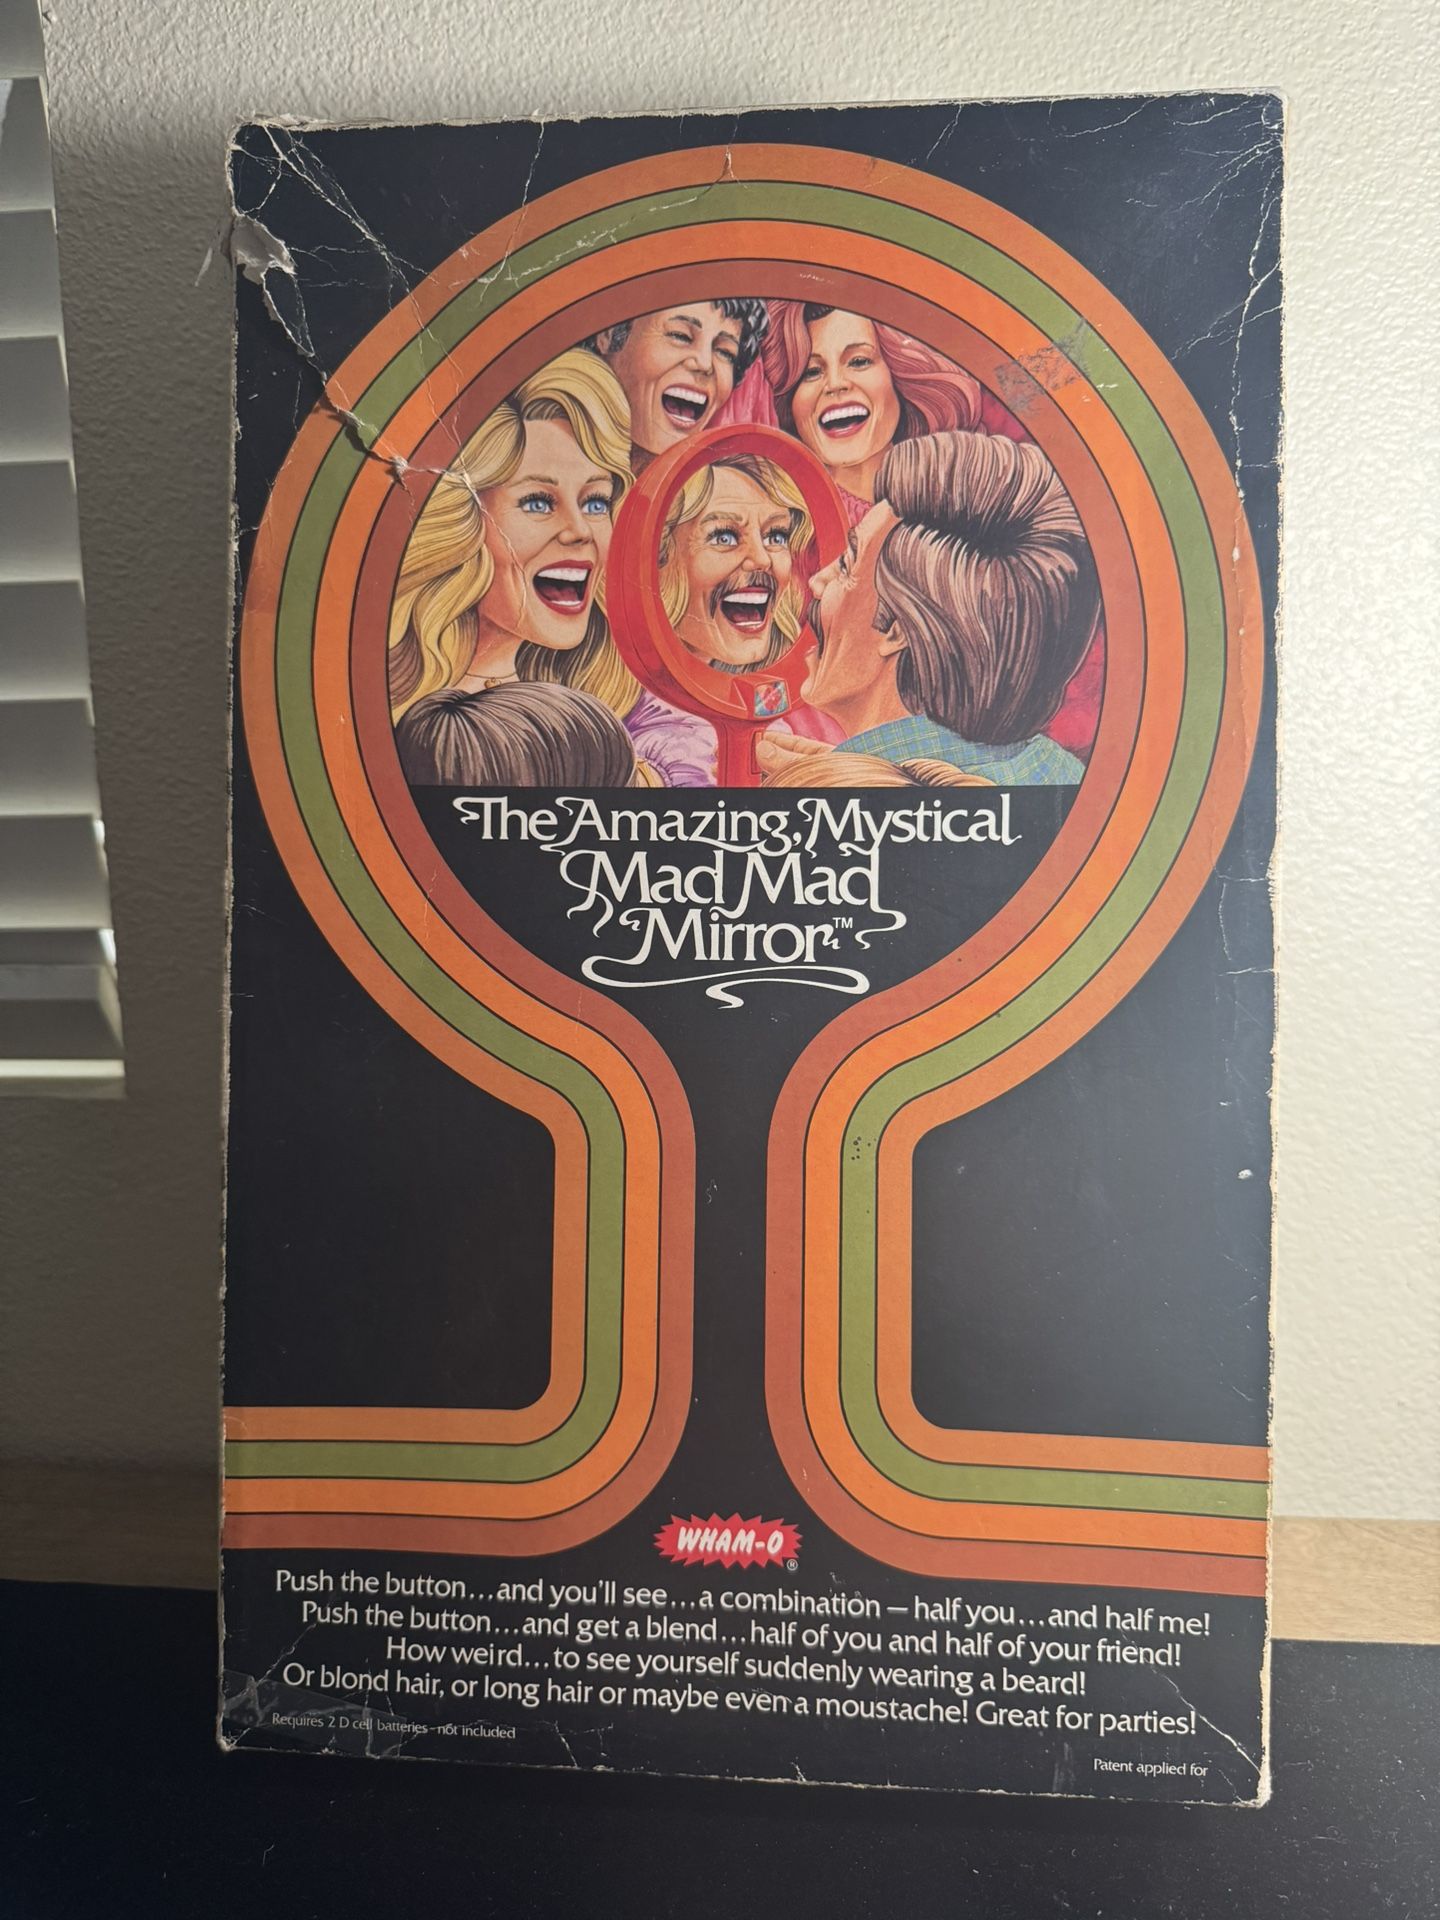 The Amazing, Mystical
Mad Mad
Mirror™
WHAM-O®
Push the button...and you'll see...a combination — half you...and half me!
Push the button...and get a blend...half of you and half of your friend!
How weird...to see yourself suddenly wearing a beard!
Or blond hair, or long hair or maybe even a moustache! Great for parties!
Requires 2 D cell batteries - not included
Patent applied for